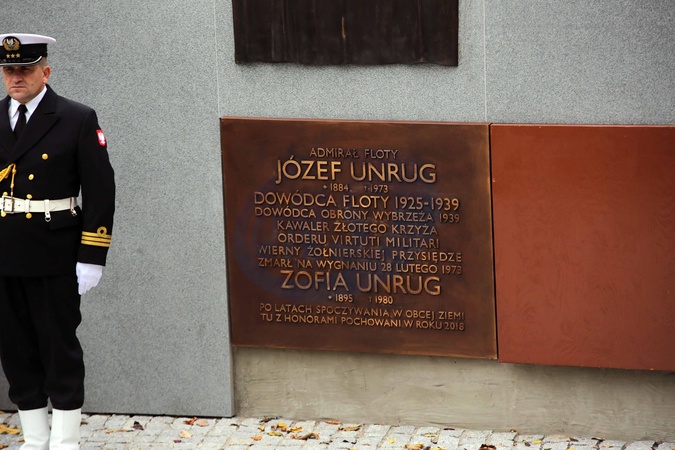 ADMIRAŁ FLOTY
JÓZEF UNRUG
*1884 †1973
DOWÓDCA FLOTY 1925-1939
DOWÓDCA OBRONY WYBRZEŻA 1939
KAWALER ZŁOTEGO KRZYŻA
ORDERU VIRTUTI MILITARI
WIERNY ŻOŁNIERSKIEJ PRZYSIĘDZE
ZMARŁ NA WYGNANIU 28 LUTEGO 1973
ZOFIA UNRUG
*1895 †1980
PO LATACH SPOCZYWANIA W OBCEJ ZIEMI
TU Z HONORAMI POCHOWANI W ROKU 2018